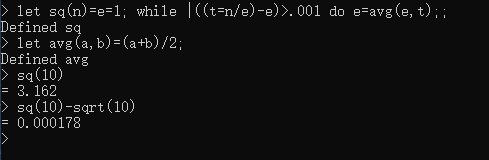 > let sq(n)=e=1; while |((t=n/e)-e)>.001 do e=avg(e,t);;
Defined sq
> let avg(a,b)=(a+b)/2;
Defined avg
> sq(10)
= 3.162
> sq(10)-sqrt(10)
= 0.000178
>